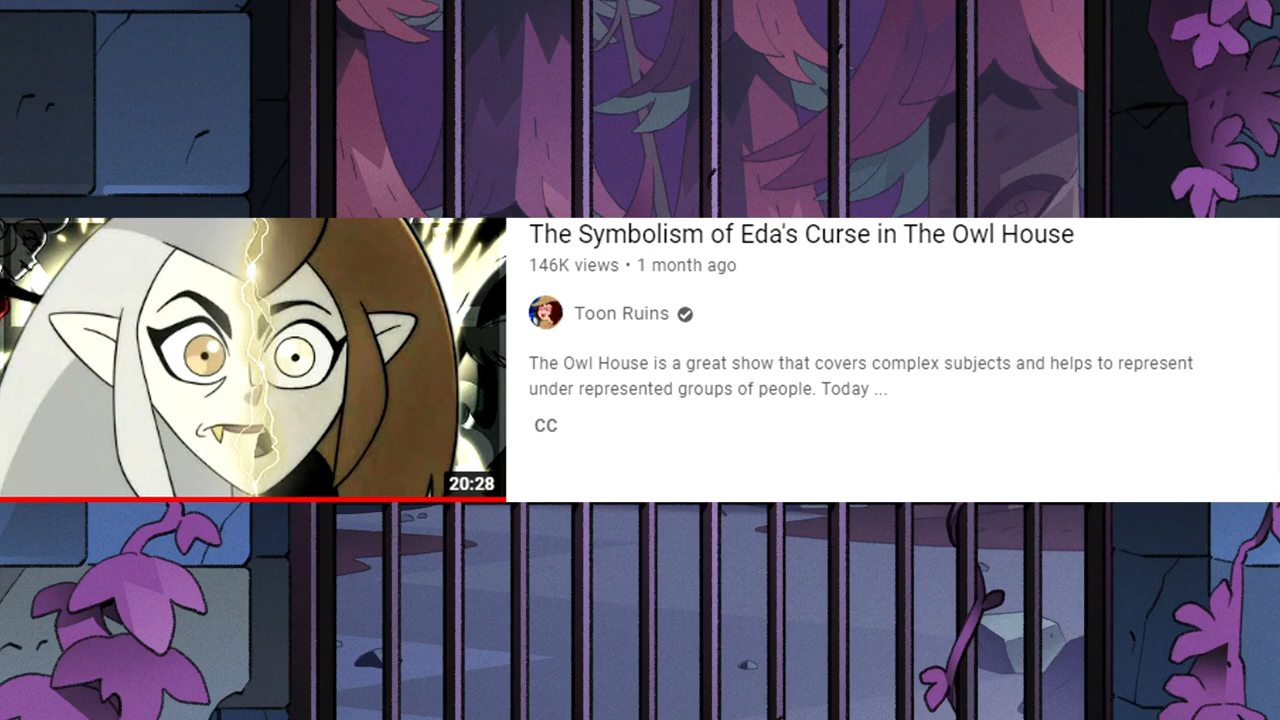 The Symbolism of Eda's Curse in The Owl House
146K views • 1 month ago
Toon Ruins
The Owl House is a great show that covers complex subjects and helps to represent
under represented groups of people. Today ...
20:28
CC